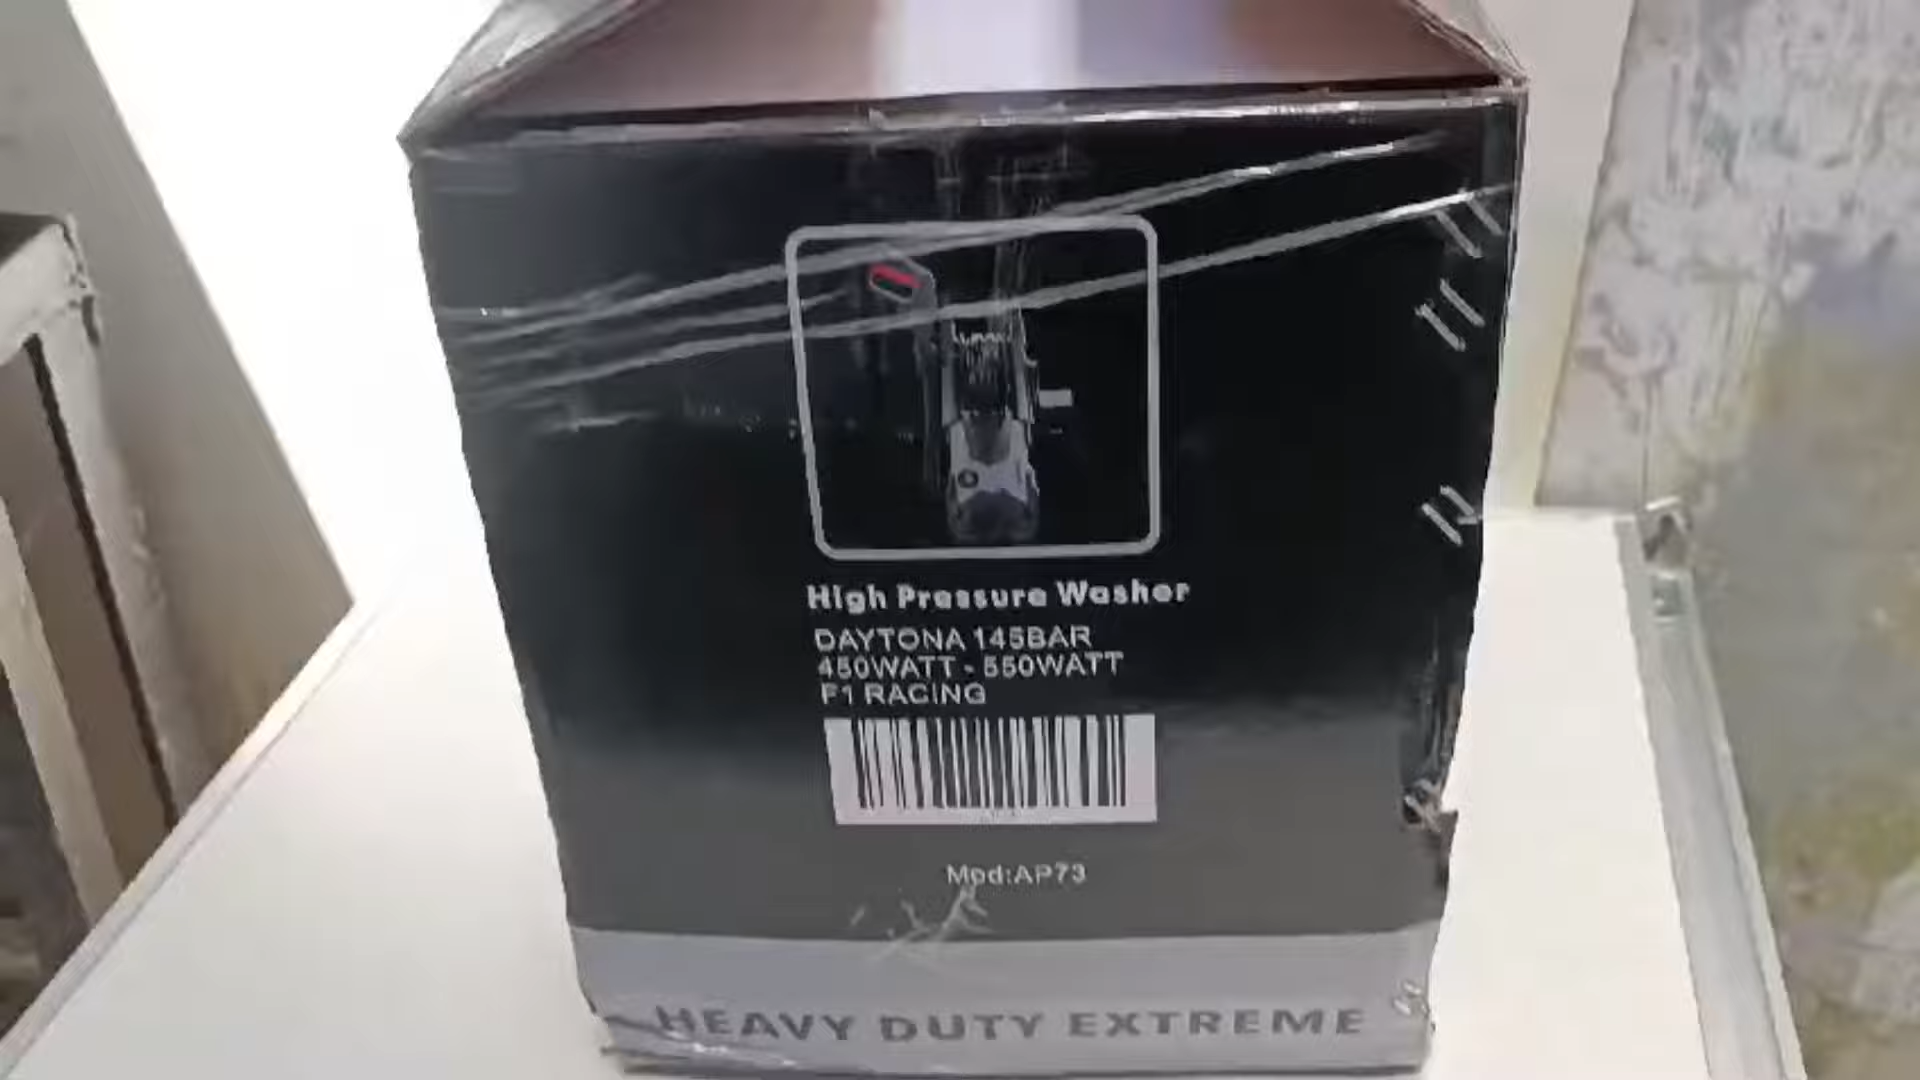 High Pressure Washer
DAYTONA 145BAR
450WATT - 550WATT
F1 RACING
Mod:AP73
HEAVY DUTY EXTREME